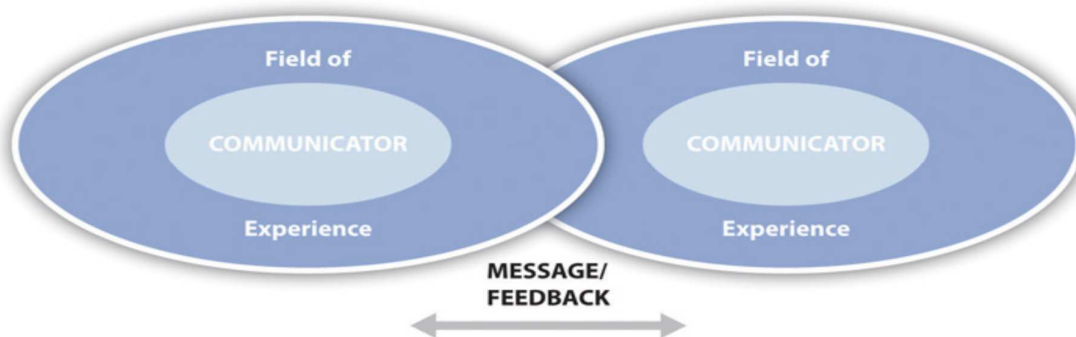 Field of
COMMUNICATOR
Experience
Field of
COMMUNICATOR
Experience
MESSAGE/
FEEDBACK